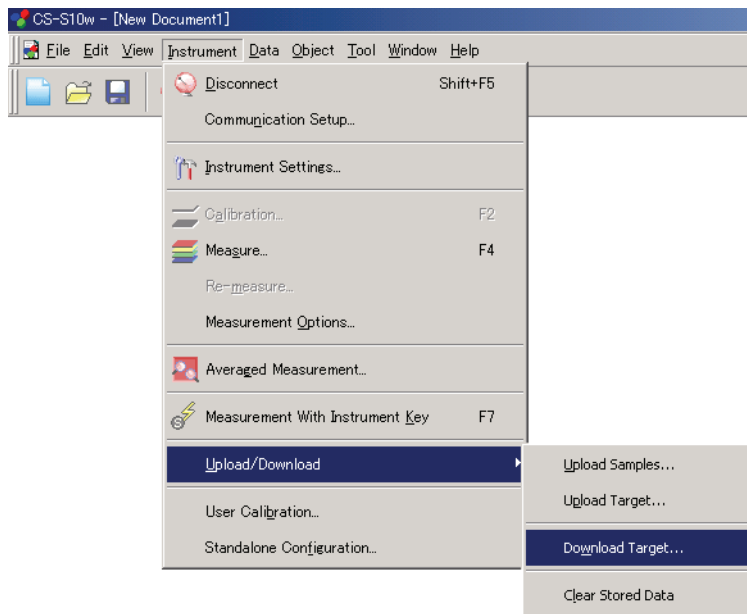 CS-S10w - [New Document1]
File Edit View Instrument Data Object Tool Window Help
Disconnect Shift+F5
Communication Setup...
Instrument Settings...
Calibration... F2
Measure... F4
Re-measure...
Measurement Options...
Averaged Measurement...
Measurement With Instrument Key F7
Upload/Download
Upload Samples...
Upload Target...
User Calibration...
Standalone Configuration...
Download Target...
Clear Stored Data